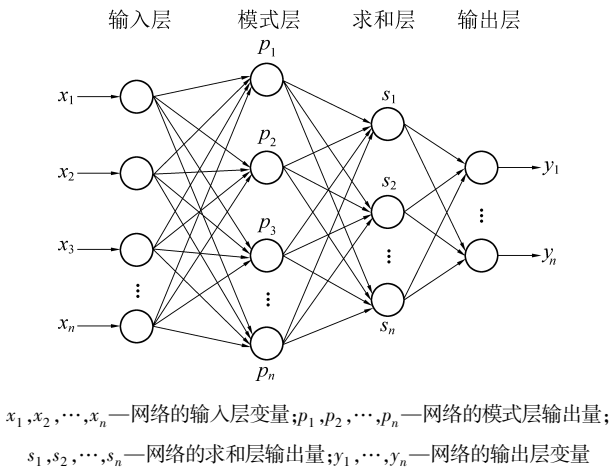 输入层 模式层 求和层 输出层
p1
x1 s1
p2
x2 y1
s2
p3
x3 yn
xn sn
pn
x1,x2,⋯,xn—网络的输入层变量;p1,p2,⋯,pn—网络的模式层输出量;
s1,s2,⋯,sn—网络的求和层输出量;y1,⋯,yn—网络的输出层变量